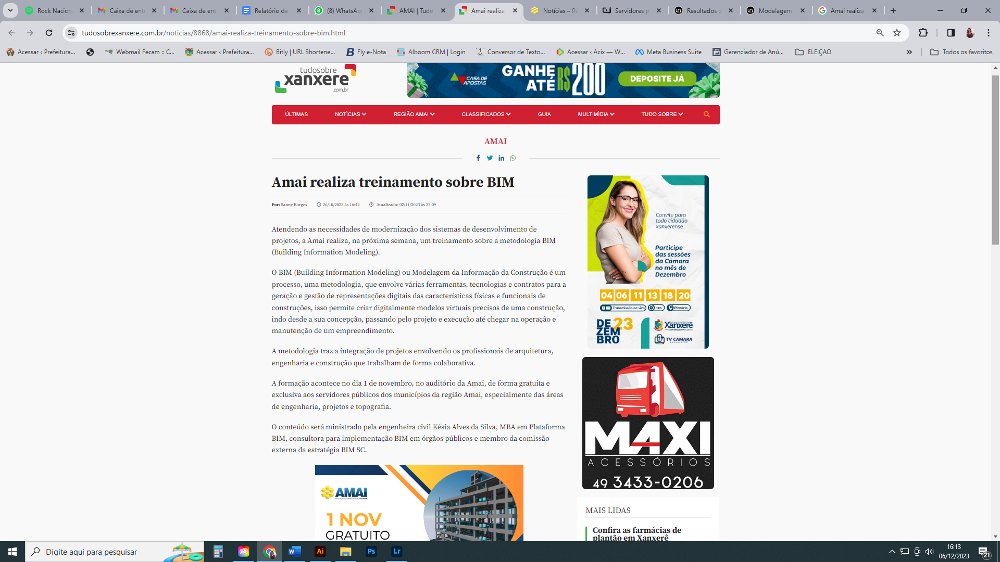 Rock Nacion
Caixa de ent
Caixa de ent
Relatório de
(8) WhatsAp
AMAI | Tudo
Amai realiza
Notícias – Pá
Servidores p
Resultados d
Modelagem
Amai realiza
tudosobrexanxere.com.br/noticias/8868/amai-realiza-treinamento-sobre-bim.html
Acessar ‹ Prefeitura...
Webmail Fecam :: C...
Acessar ‹ Prefeitura...
Bitly | URL Shortene...
Fly e-Nota
Alboom CRM | Login
Conversor de Texto...
Acessar ‹ Acix — W...
Meta Business Suite
Gerenciador de Anú...
ELEIÇAO
Todos os favoritos
tudosobre
xanxere
.com.br
CASA DE
APOSTAS
GANHE
ATÉ R$200
DEPOSITE JÁ
ÚLTIMAS
NOTÍCIAS
REGIÃO AMAI
CLASSIFICADOS
GUIA
MULTIMÍDIA
TUDO SOBRE
AMAI
Amai realiza treinamento sobre BIM
Por: Sanny Borges 26/10/2023 às 16:42 Atualizado: 02/11/2023 às 23:09
Atendendo as necessidades de modernização dos sistemas de desenvolvimento de
projetos, a Amai realiza, na próxima semana, um treinamento sobre a metodologia BIM
(Building Information Modeling).
O BIM (Building Information Modeling) ou Modelagem da Informação da Construção é um
processo, uma metodologia, que envolve várias ferramentas, tecnologias e contratos para a
geração e gestão de representações digitais das características físicas e funcionais de
construções, isso permite criar digitalmente modelos virtuais precisos de uma construção,
indo desde a sua concepção, passando pelo projeto e execução até chegar na operação e
manutenção de um empreendimento.
A metodologia traz a integração de projetos envolvendo os profissionais de arquitetura,
engenharia e construção que trabalham de forma colaborativa.
A formação acontece no dia 1 de novembro, no auditório da Amai, de forma gratuita e
exclusiva aos servidores públicos dos municípios da região Amai, especialmente das áreas
de engenharia, projetos e topografia.
O conteúdo será ministrado pela engenheira civil Késia Alves da Silva, MBA em Plataforma
BIM, consultora para implementação BIM em órgãos públicos e membro da comissão
externa da estratégia BIM SC.
AMAI
1 NOV
GRATUITO
Convite para
todo cidadão
xanxerense
Participe
das sessões
da Câmara
no mês de
Dezembro
04 06 11 13 18 20
Transmissão ao vivo
19h
Plenário
DE
ZEM
BRO
23
Xanxerê
TV CÂMARA
Xanxerê/SC
MAXI
ACESSÓRIOS
49 3433-0206
MAIS LIDAS
Confira as farmácias de
plantão em Xanxerê
Digite aqui para pesquisar
Ai
Ps
Lr
16:13
06/12/2023
21